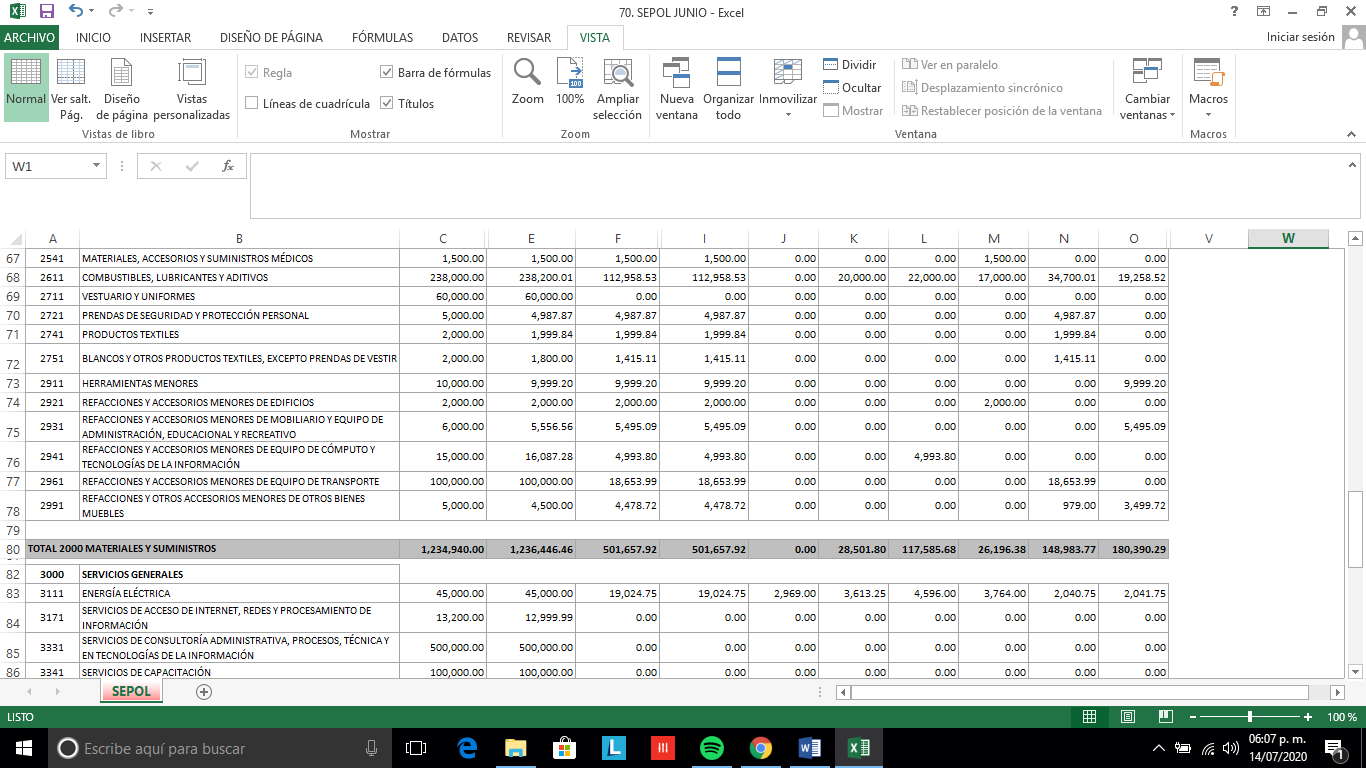 70. SEPOL JUNIO - Excel
ARCHIVO INICIO INSERTAR DISEÑO DE PÁGINA FÓRMULAS DATOS REVISAR VISTA Iniciar sesión
Normal Ver salt. Pág. Diseño de página Vistas personalizadas
Regla Barra de fórmulas
Líneas de cuadrícula Títulos
Zoom 100% Ampliar selección
Nueva ventana Organizar todo Inmovilizar
Dividir Ver en paralelo
Ocultar Desplazamiento sincrónico
Mostrar Restablecer posición de la ventana
Cambiar ventanas Macros
Vistas de libro Mostrar Zoom Ventana Macros
W1 fx
A B C E F I J K L M N O V W
67 2541 MATERIALES, ACCESORIOS Y SUMINISTROS MÉDICOS 1,500.00 1,500.00 1,500.00 1,500.00 0.00 0.00 0.00 1,500.00 0.00 0.00
68 2611 COMBUSTIBLES, LUBRICANTES Y ADITIVOS 238,000.00 238,200.01 112,958.53 112,958.53 0.00 20,000.00 22,000.00 17,000.00 34,700.01 19,258.52
69 2711 VESTUARIO Y UNIFORMES 60,000.00 60,000.00 0.00 0.00 0.00 0.00 0.00 0.00 0.00 0.00
70 2721 PRENDAS DE SEGURIDAD Y PROTECCIÓN PERSONAL 5,000.00 4,987.87 4,987.87 4,987.87 0.00 0.00 0.00 0.00 4,987.87 0.00
71 2741 PRODUCTOS TEXTILES 2,000.00 1,999.84 1,999.84 1,999.84 0.00 0.00 0.00 0.00 1,999.84 0.00
72 2751 BLANCOS Y OTROS PRODUCTOS TEXTILES, EXCEPTO PRENDAS DE VESTIR 2,000.00 1,800.00 1,415.11 1,415.11 0.00 0.00 0.00 0.00 1,415.11 0.00
73 2911 HERRAMIENTAS MENORES 10,000.00 9,999.20 9,999.20 9,999.20 0.00 0.00 0.00 0.00 0.00 9,999.20
74 2921 REFACCIONES Y ACCESORIOS MENORES DE EDIFICIOS 2,000.00 2,000.00 2,000.00 2,000.00 0.00 0.00 0.00 2,000.00 0.00 0.00
75 2931 REFACCIONES Y ACCESORIOS MENORES DE MOBILIARIO Y EQUIPO DE
ADMINISTRACIÓN, EDUCACIONAL Y RECREATIVO 6,000.00 5,556.56 5,495.09 5,495.09 0.00 0.00 0.00 0.00 0.00 5,495.09
76 2941 REFACCIONES Y ACCESORIOS MENORES DE EQUIPO DE CÓMPUTO Y
TECNOLOGÍAS DE LA INFORMACIÓN 15,000.00 16,087.28 4,993.80 4,993.80 0.00 0.00 4,993.80 0.00 0.00 0.00
77 2961 REFACCIONES Y ACCESORIOS MENORES DE EQUIPO DE TRANSPORTE 100,000.00 100,000.00 18,653.99 18,653.99 0.00 0.00 0.00 0.00 18,653.99 0.00
78 2991 REFACCIONES Y OTROS ACCESORIOS MENORES DE OTROS BIENES
MUEBLES 5,000.00 4,500.00 4,478.72 4,478.72 0.00 0.00 0.00 0.00 979.00 3,499.72
79
80 TOTAL 2000 MATERIALES Y SUMINISTROS 1,234,940.00 1,236,446.46 501,657.92 501,657.92 0.00 28,501.80 117,585.68 26,196.38 148,983.77 180,390.29
82 3000 SERVICIOS GENERALES
83 3111 ENERGÍA ELÉCTRICA 45,000.00 45,000.00 19,024.75 19,024.75 2,969.00 3,613.25 4,596.00 3,764.00 2,040.75 2,041.75
84 3171 SERVICIOS DE ACCESO DE INTERNET, REDES Y PROCESAMIENTO DE
INFORMACIÓN 13,200.00 12,999.99 0.00 0.00 0.00 0.00 0.00 0.00 0.00 0.00
85 3331 SERVICIOS DE CONSULTORÍA ADMINISTRATIVA, PROCESOS, TÉCNICA Y
EN TECNOLOGÍAS DE LA INFORMACIÓN 500,000.00 500,000.00 0.00 0.00 0.00 0.00 0.00 0.00 0.00 0.00
86 3341 SERVICIOS DE CAPACITACIÓN 100,000.00 100,000.00 0.00 0.00 0.00 0.00 0.00 0.00 0.00 0.00
SEPOL
LISTO 100 %
Escribe aquí para buscar
06:07 p. m.
14/07/2020
1